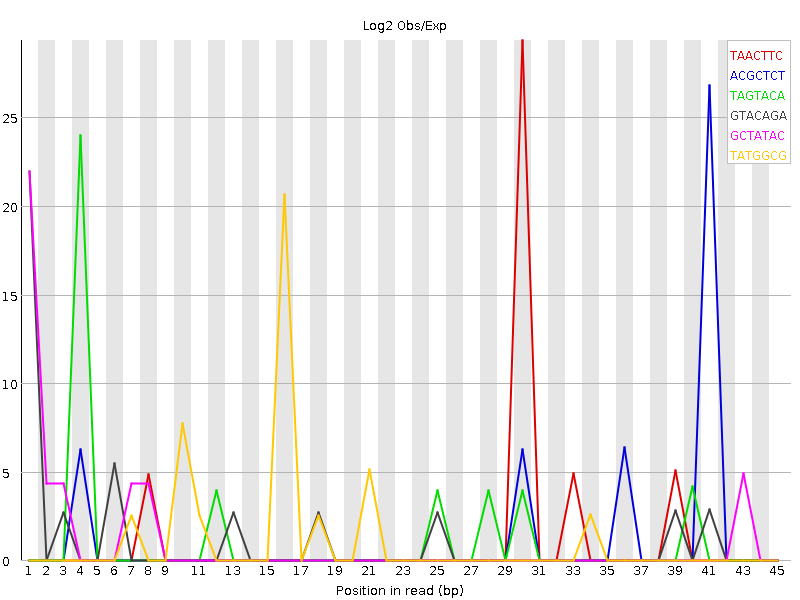 Log2 Obs/Exp
TAACTTC
ACGCTCT
TAGTACA
GTACAGA
GCTATAC
TATGGCG
25
20
15
10
5
0
1 2 3 4 5 6 7 8 9 11 13 15 17 19 21 23 25 27 29 31 33 35 37 39 41 43 45
Position in read (bp)